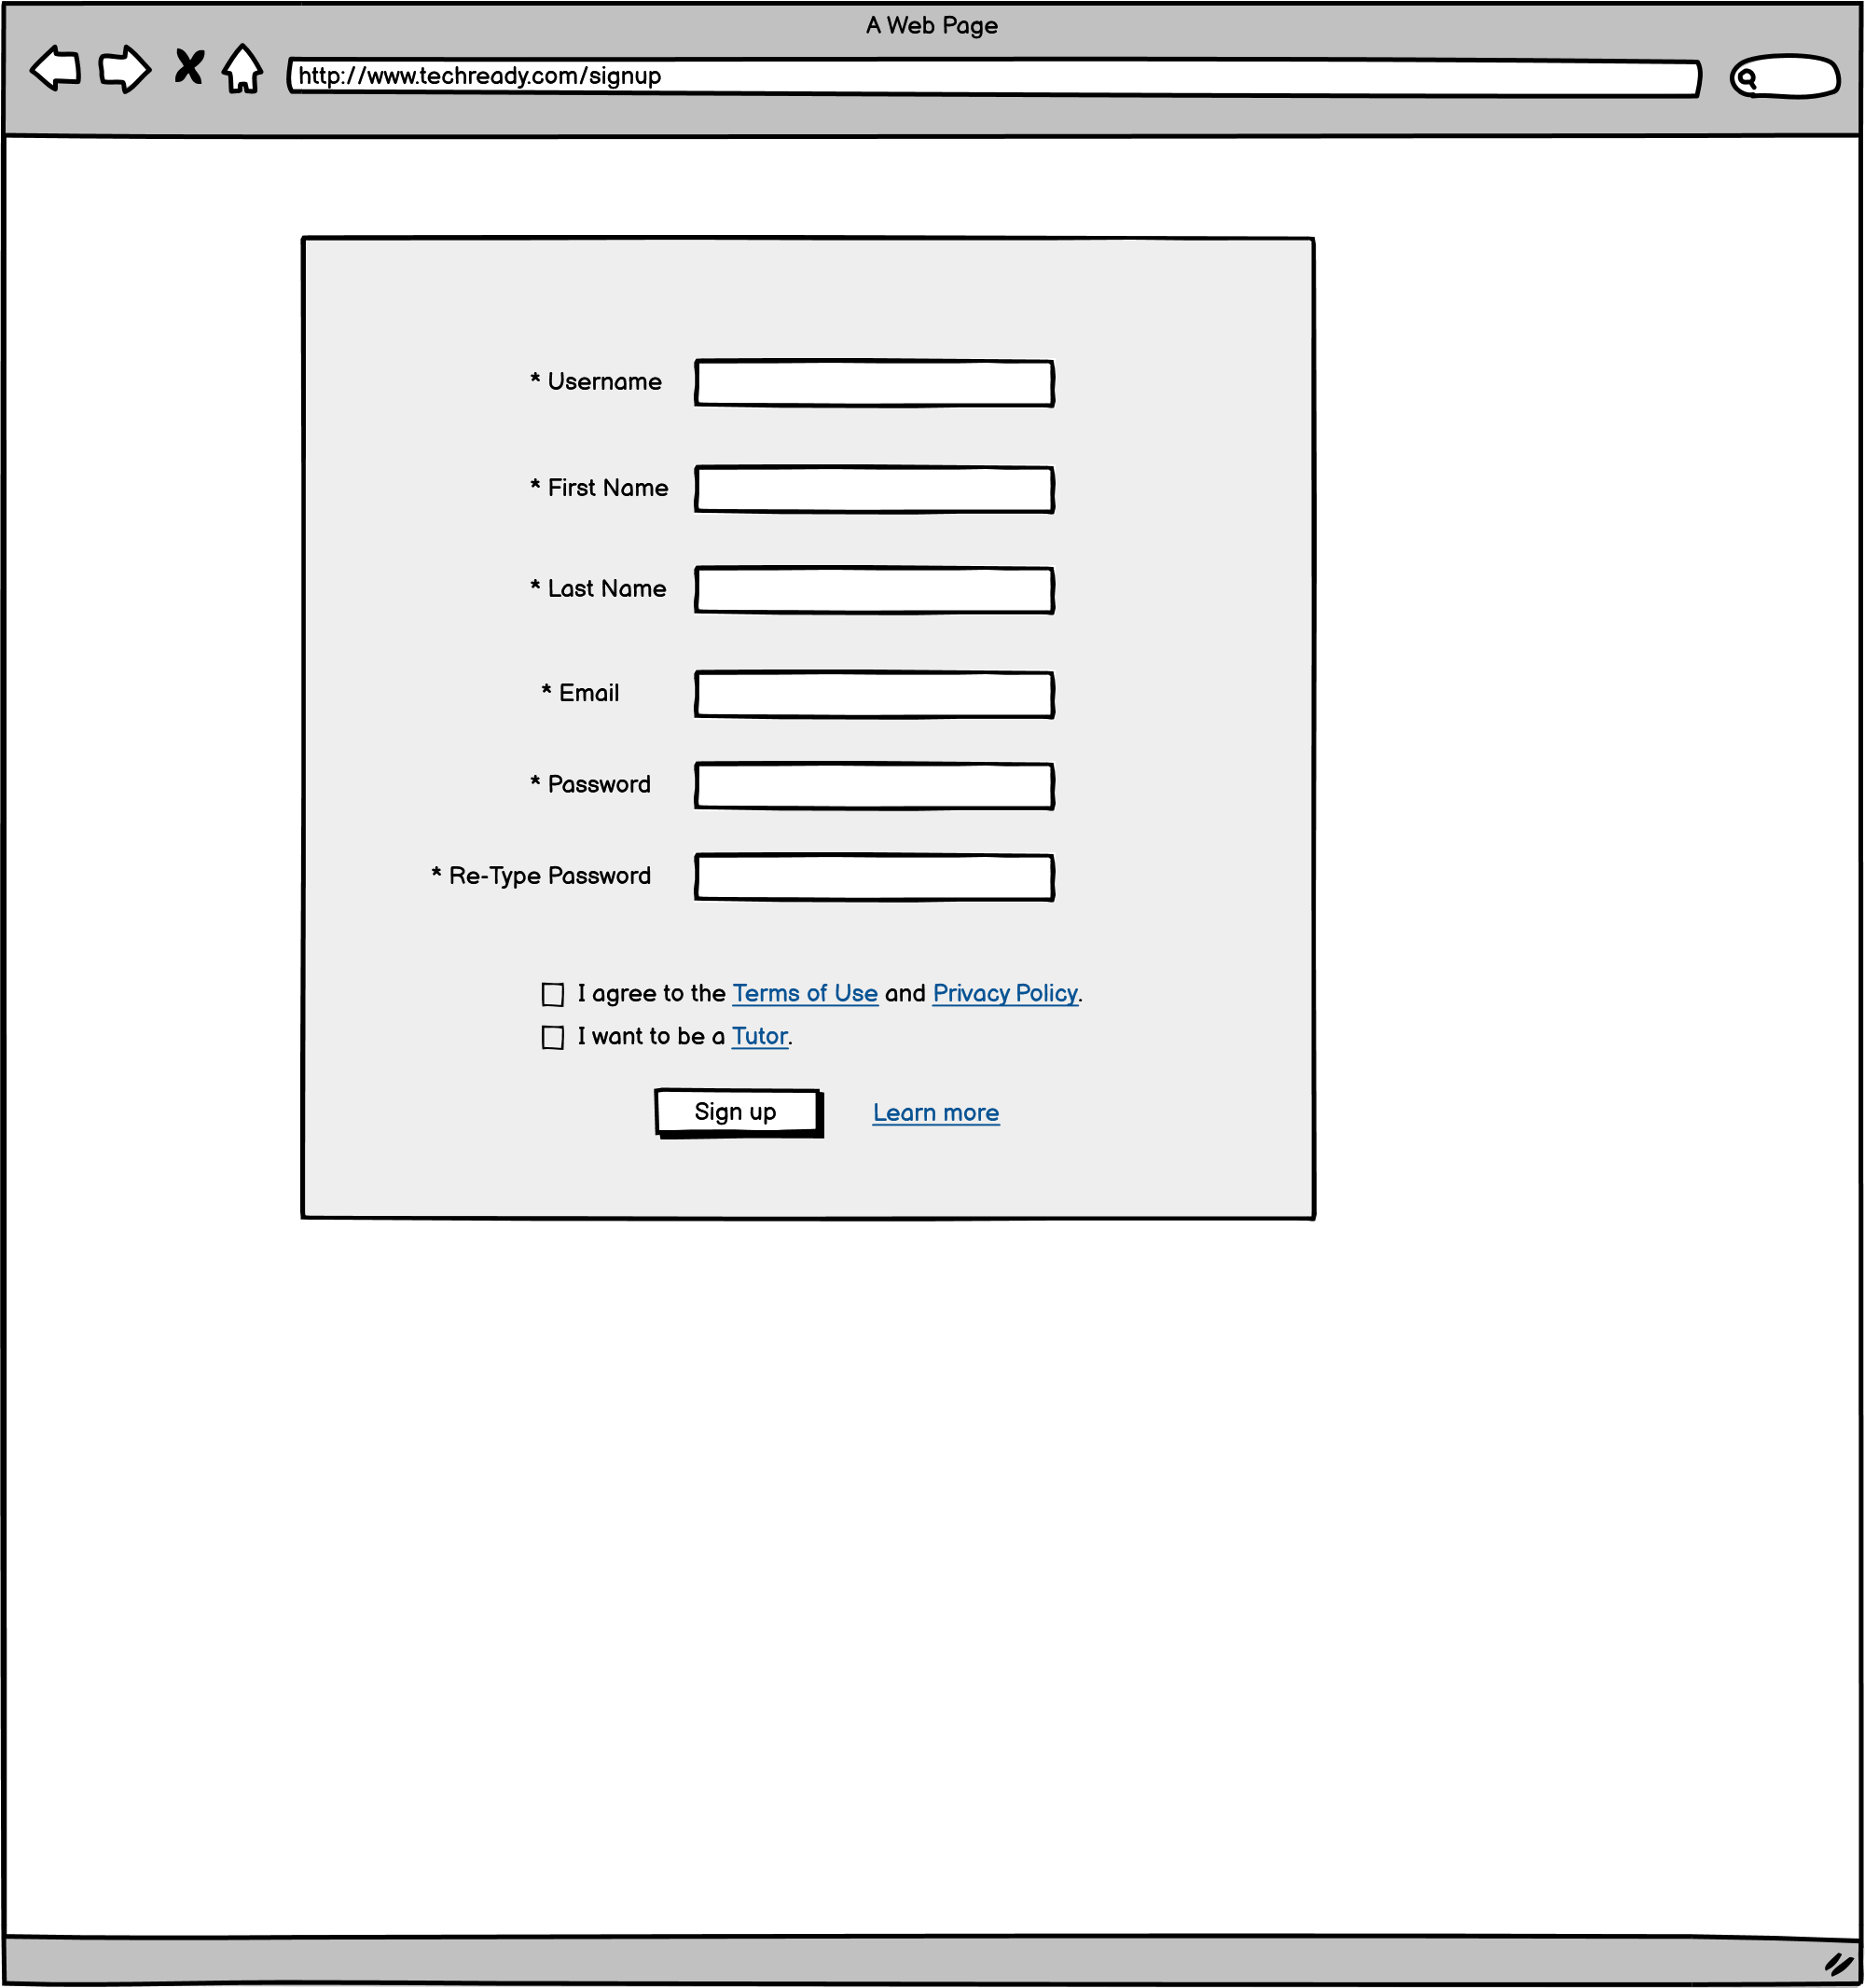 A Web Page
http://www.techready.com/signup
* Username
* First Name
* Last Name
* Email
* Password
* Re-Type Password
I agree to the Terms of Use and Privacy Policy.
I want to be a Tutor.
Sign up Learn more